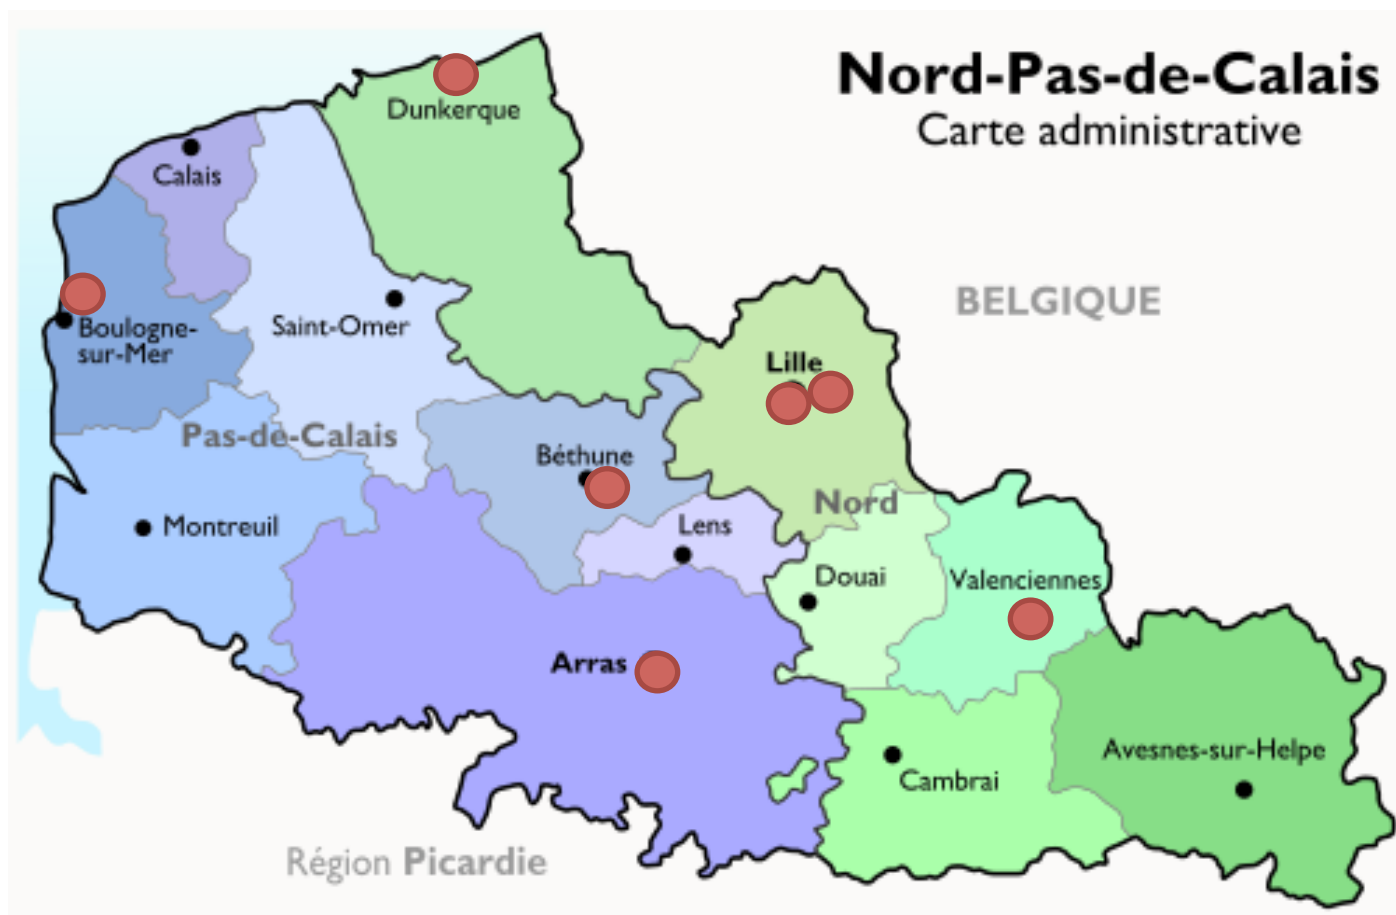 Nord-Pas-de-Calais
Carte administrative
Dunkerque
Calais
BELGIQUE
Saint-Omer
Boulogne-
sur-Mer
Lille
Pas-de-Calais
Béthune
Nord
Montreuil
Lens
Douai
Valenciennes
Arras
Avesnes-sur-Helpe
Cambrai
Région Picardie